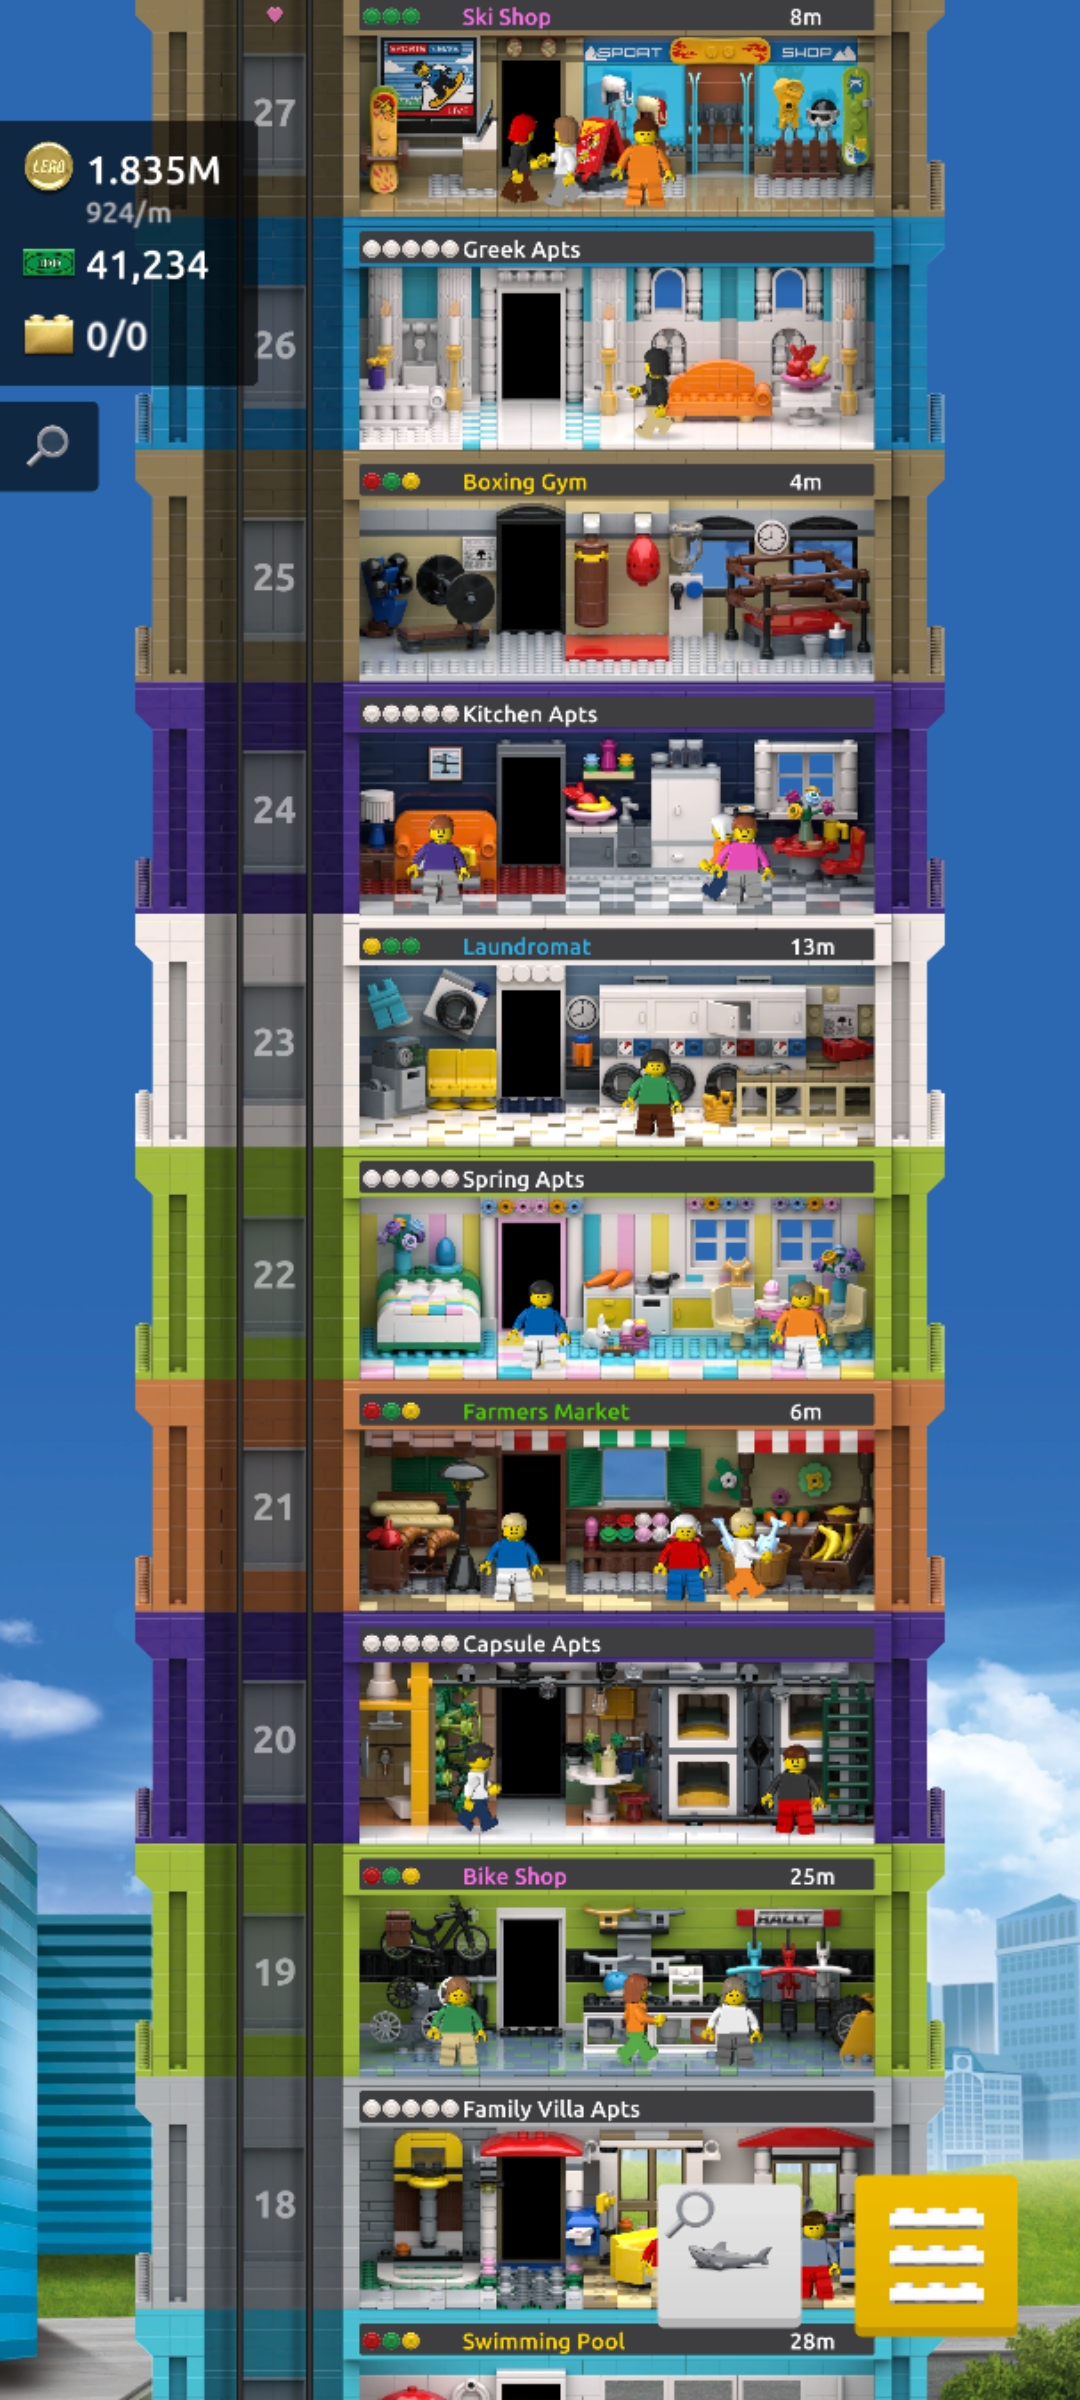 Ski Shop 8m
SPORT SHOP
LIVE
27
LEGO
1.835M
924/m
41,234
0/0
Greek Apts
26
Boxing Gym 4m
25
Kitchen Apts
24
Laundromat 13m
23
Spring Apts
22
Farmers Market 6m
21
Capsule Apts
20
Bike Shop 25m
RALLY
19
Family Villa Apts
18
Swimming Pool 28m